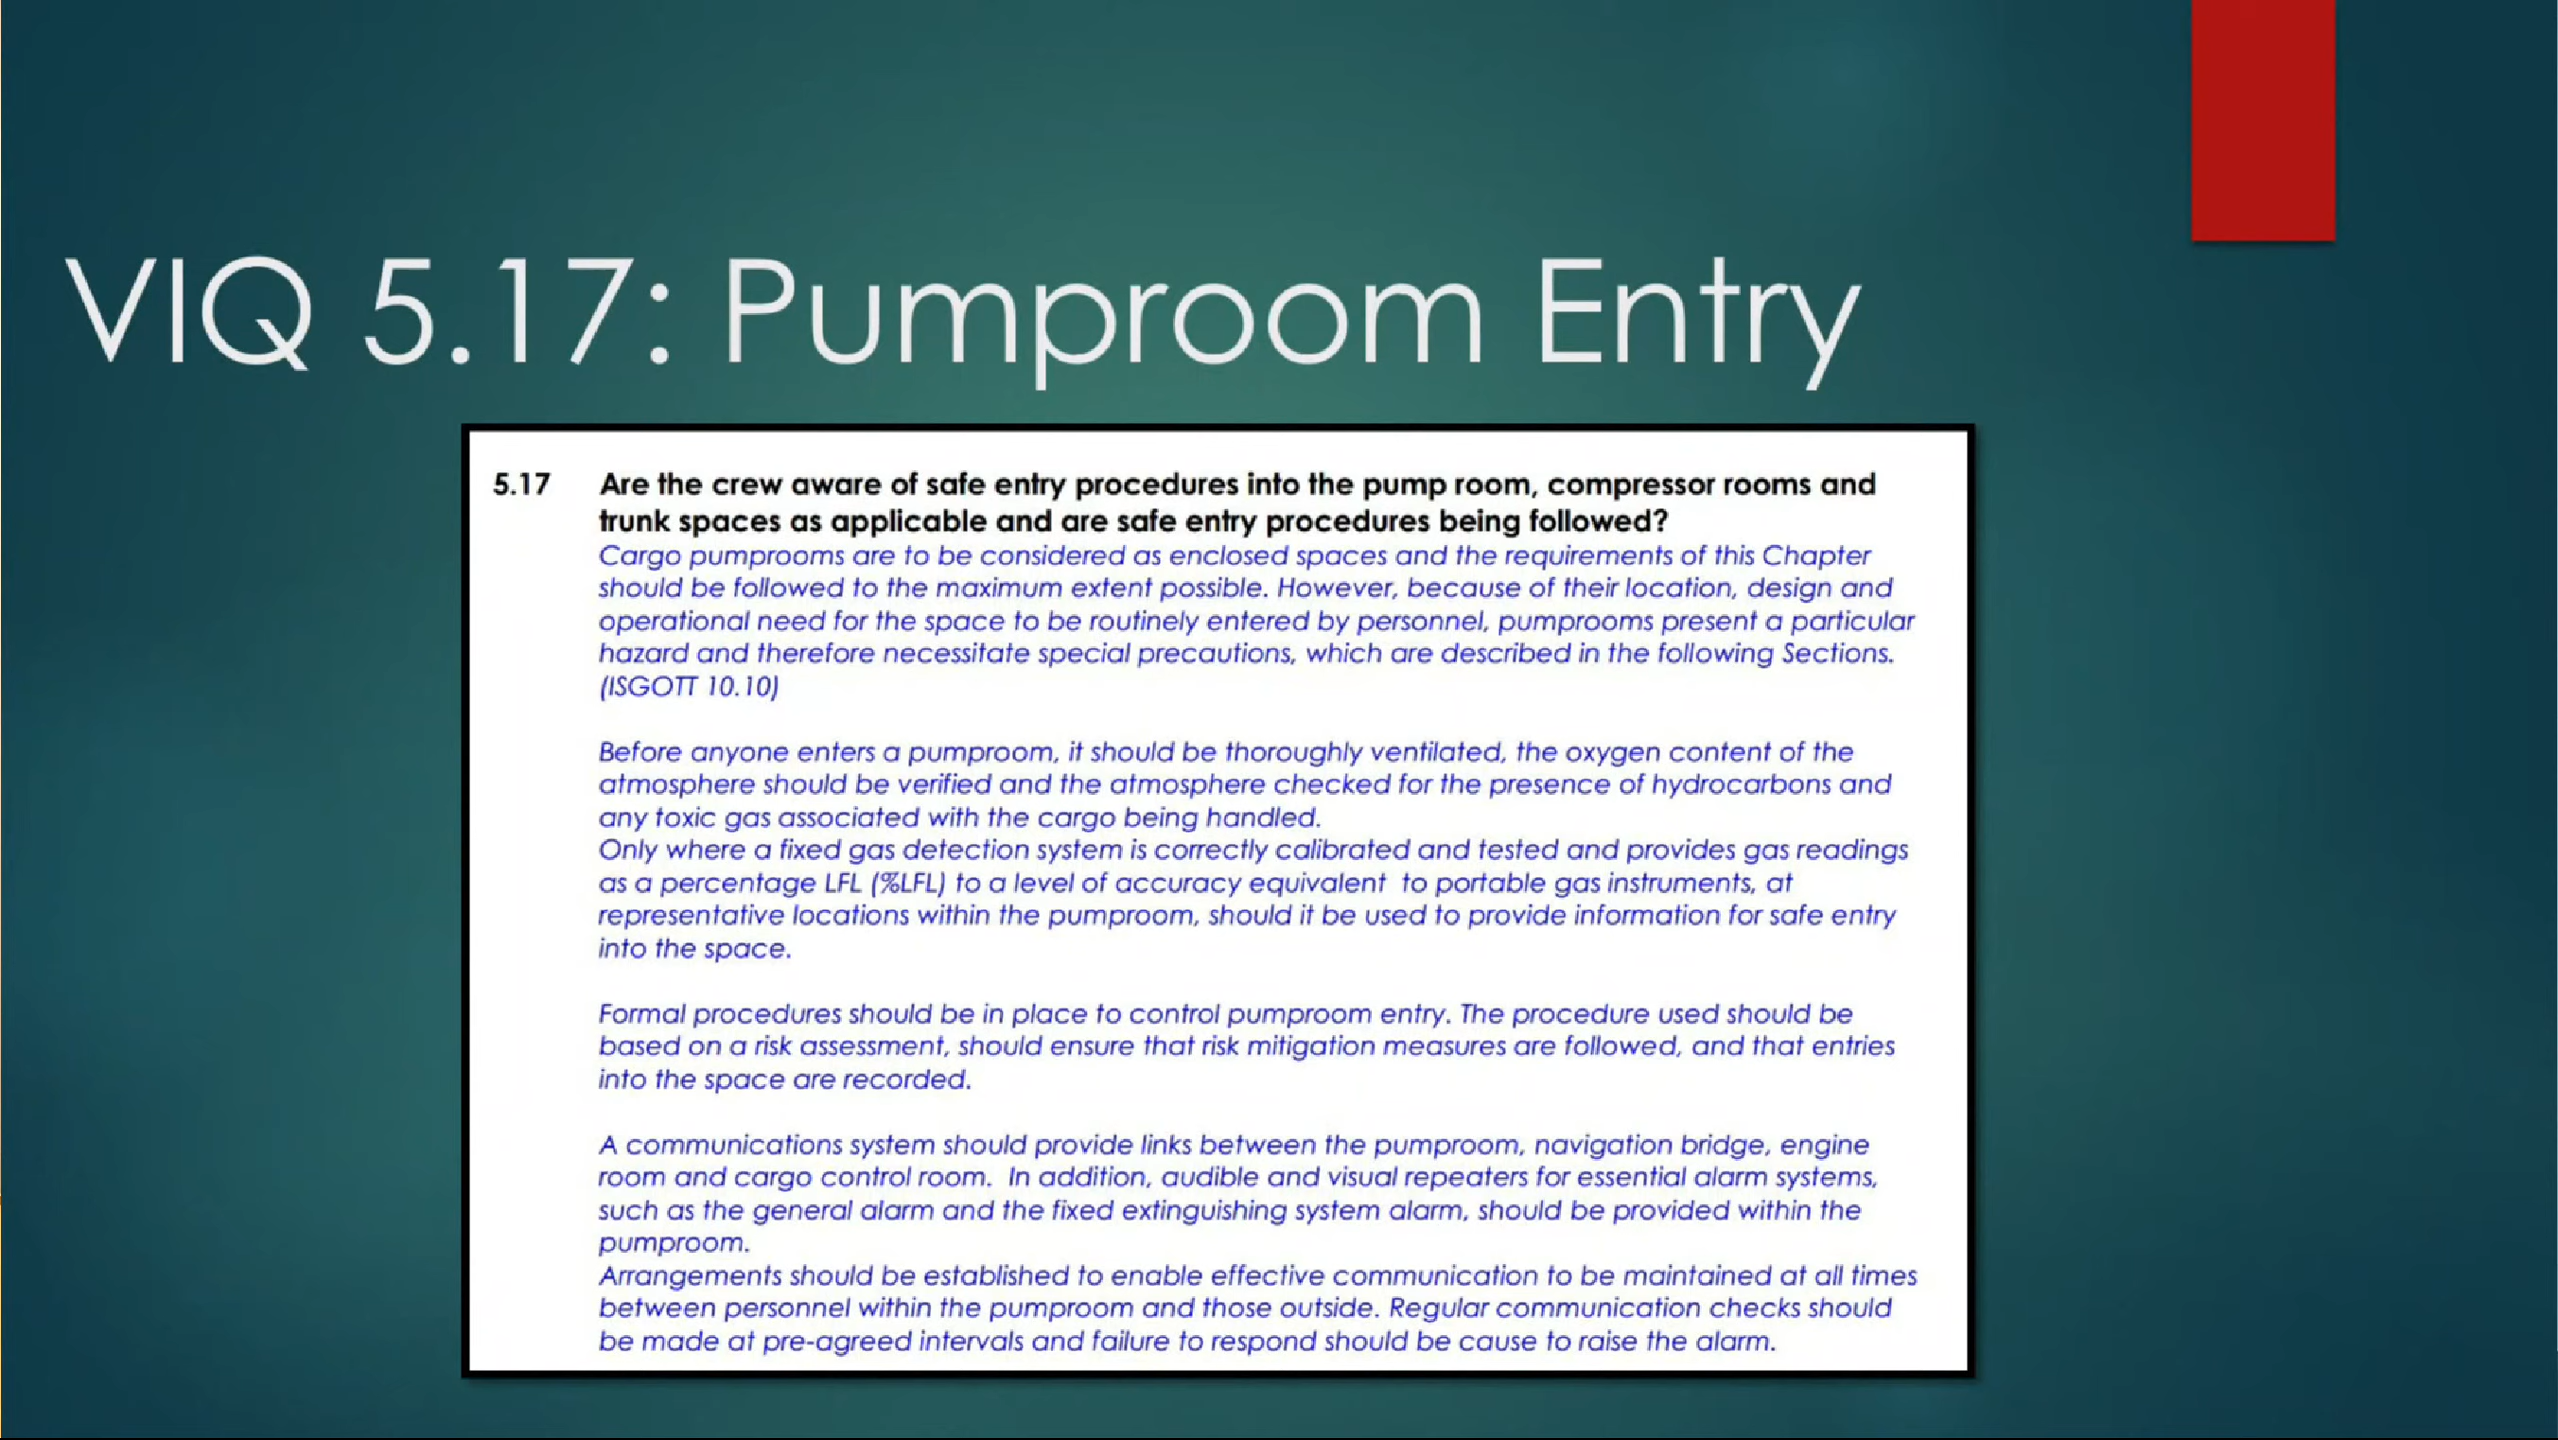 VIQ 5.17: Pumproom Entry
5.17 Are the crew aware of safe entry procedures into the pump room, compressor rooms and
trunk spaces as applicable and are safe entry procedures being followed?
Cargo pumprooms are to be considered as enclosed spaces and the requirements of this Chapter
should be followed to the maximum extent possible. However, because of their location, design and
operational need for the space to be routinely entered by personnel, pumprooms present a particular
hazard and therefore necessitate special precautions, which are described in the following Sections.
(ISGOTT 10.10)
Before anyone enters a pumproom, it should be thoroughly ventilated, the oxygen content of the
atmosphere should be verified and the atmosphere checked for the presence of hydrocarbons and
any toxic gas associated with the cargo being handled.
Only where a fixed gas detection system is correctly calibrated and tested and provides gas readings
as a percentage LFL (%LFL) to a level of accuracy equivalent to portable gas instruments, at
representative locations within the pumproom, should it be used to provide information for safe entry
into the space.
Formal procedures should be in place to control pumproom entry. The procedure used should be
based on a risk assessment, should ensure that risk mitigation measures are followed, and that entries
into the space are recorded.
A communications system should provide links between the pumproom, navigation bridge, engine
room and cargo control room. In addition, audible and visual repeaters for essential alarm systems,
such as the general alarm and the fixed extinguishing system alarm, should be provided within the
pumproom.
Arrangements should be established to enable effective communication to be maintained at all times
between personnel within the pumproom and those outside. Regular communication checks should
be made at pre-agreed intervals and failure to respond should be cause to raise the alarm.